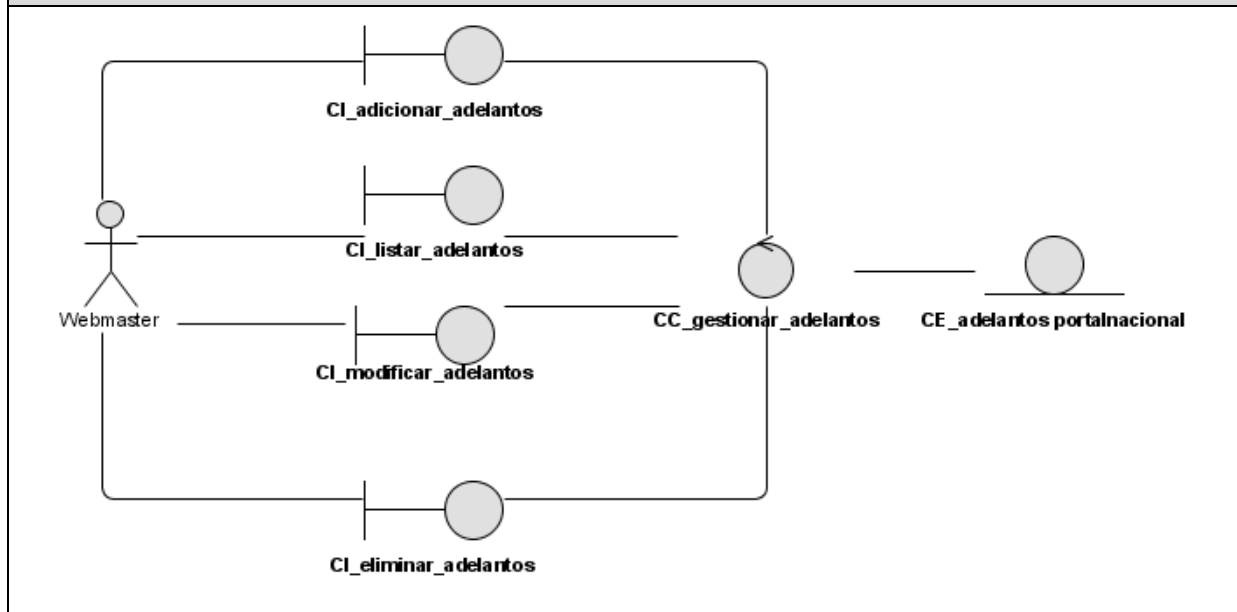 CI_adicionar_adelantos
CI_listar_adelantos
Webmaster
CC_gestionar_adelantos
CE_adelantos portalnacional
CI_modificar_adelantos
CI_eliminar_adelantos